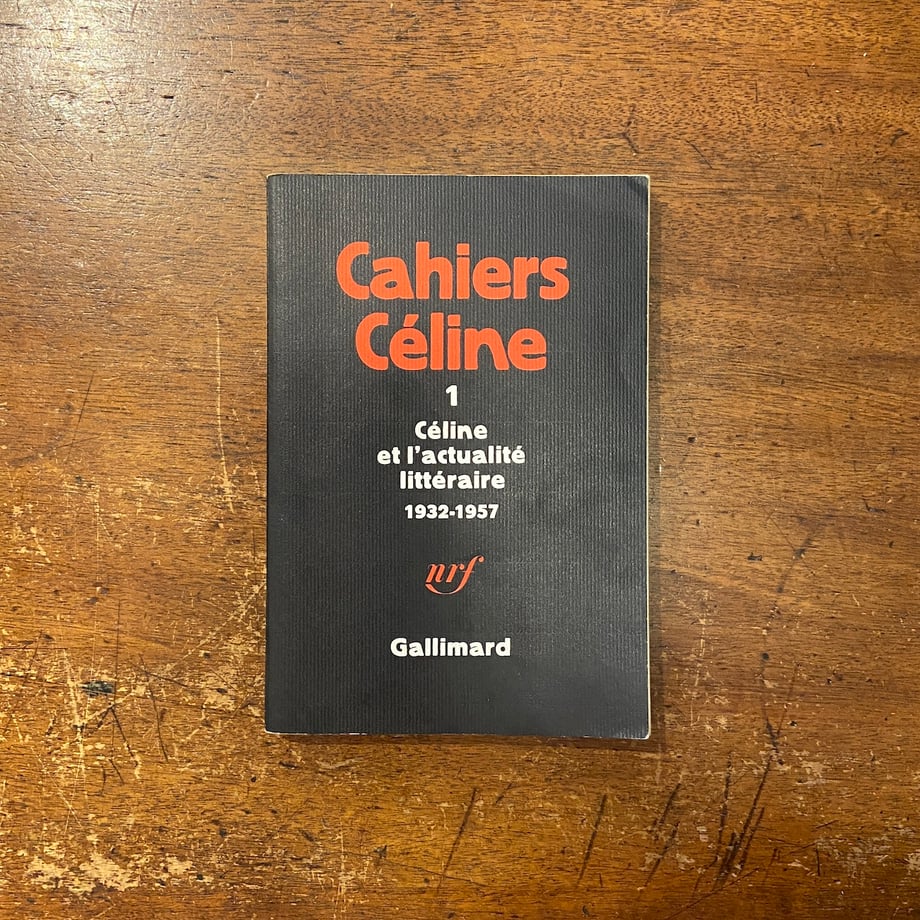 Cahiers
Céline
1
Céline
et l'actualité
littéraire
1932-1957
nrf
Gallimard